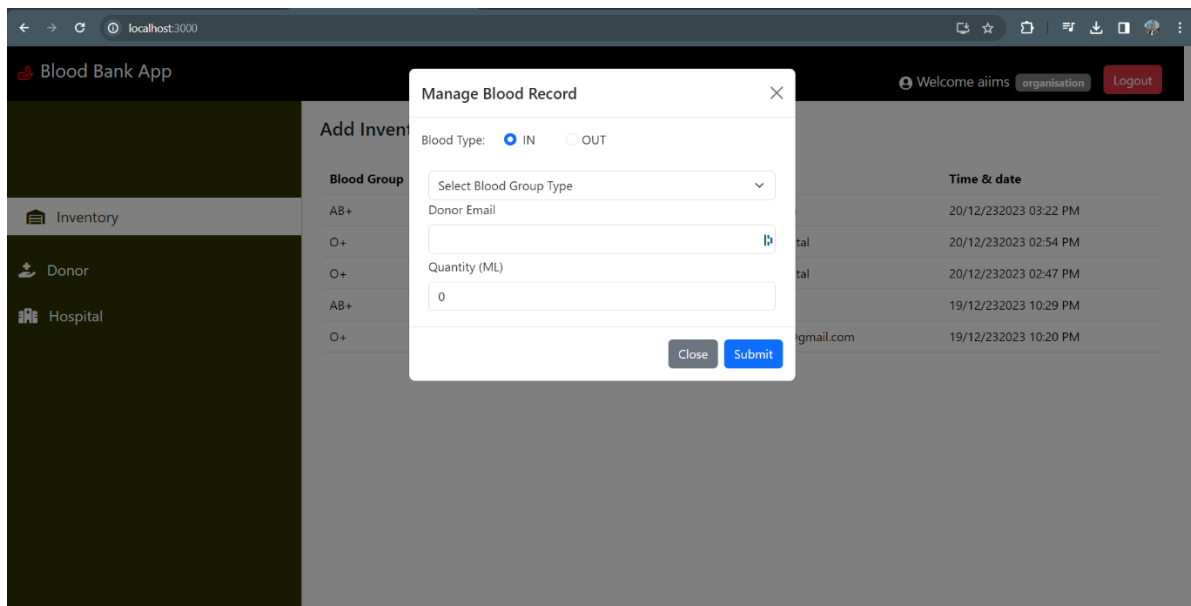 localhost:3000
Blood Bank App
Welcome aiims organisation Logout
Manage Blood Record
Blood Type: IN OUT
Select Blood Group Type
Donor Email
Quantity (ML)
0
Close Submit
Inventory
Donor
Hospital
Add Invent
Blood Group Time & date
AB+ 20/12/232023 03:22 PM
O+ tal 20/12/232023 02:54 PM
O+ tal 20/12/232023 02:47 PM
AB+ 19/12/232023 10:29 PM
O+ @gmail.com 19/12/232023 10:20 PM